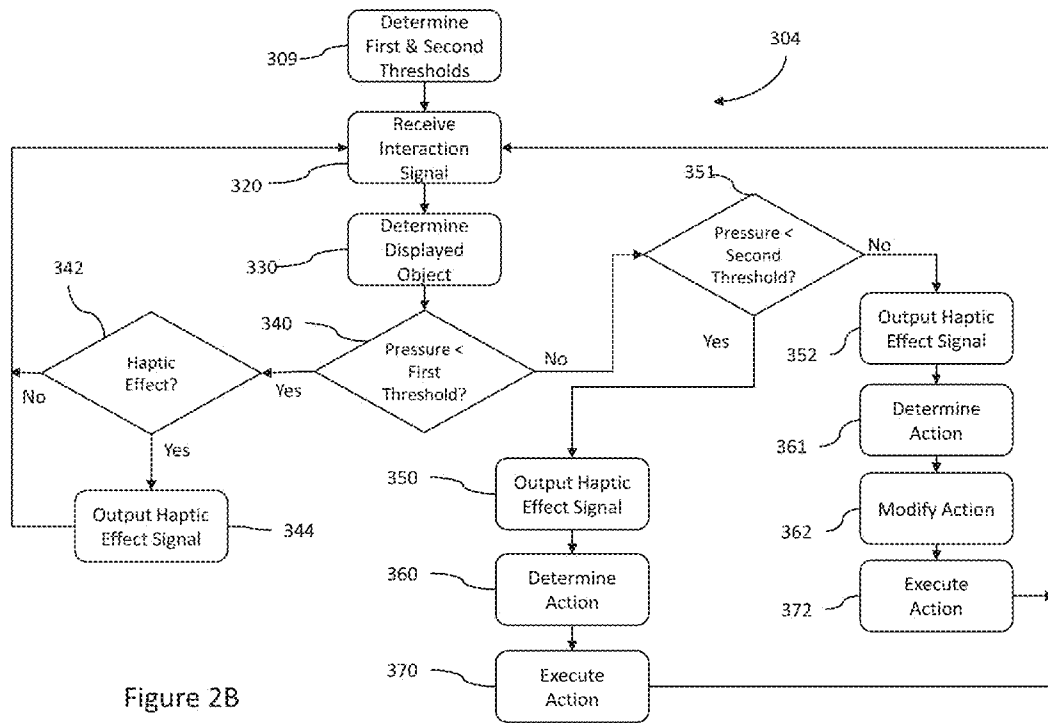 Determine
First & Second
Thresholds
309
304
Receive
Interaction
Signal
320
351
Determine
Displayed
Object
330
Pressure <
Second
Threshold?
No
342
340
Output Haptic
Effect Signal
352
Yes
Haptic
Effect?
Pressure <
First
Threshold?
No
Yes
No
Determine
Action
361
Yes
350
Output Haptic
Effect Signal
Modify Action
362
Output Haptic
Effect Signal
344
360
Determine
Action
Execute
Action
372
370
Execute
Action
Figure 2B